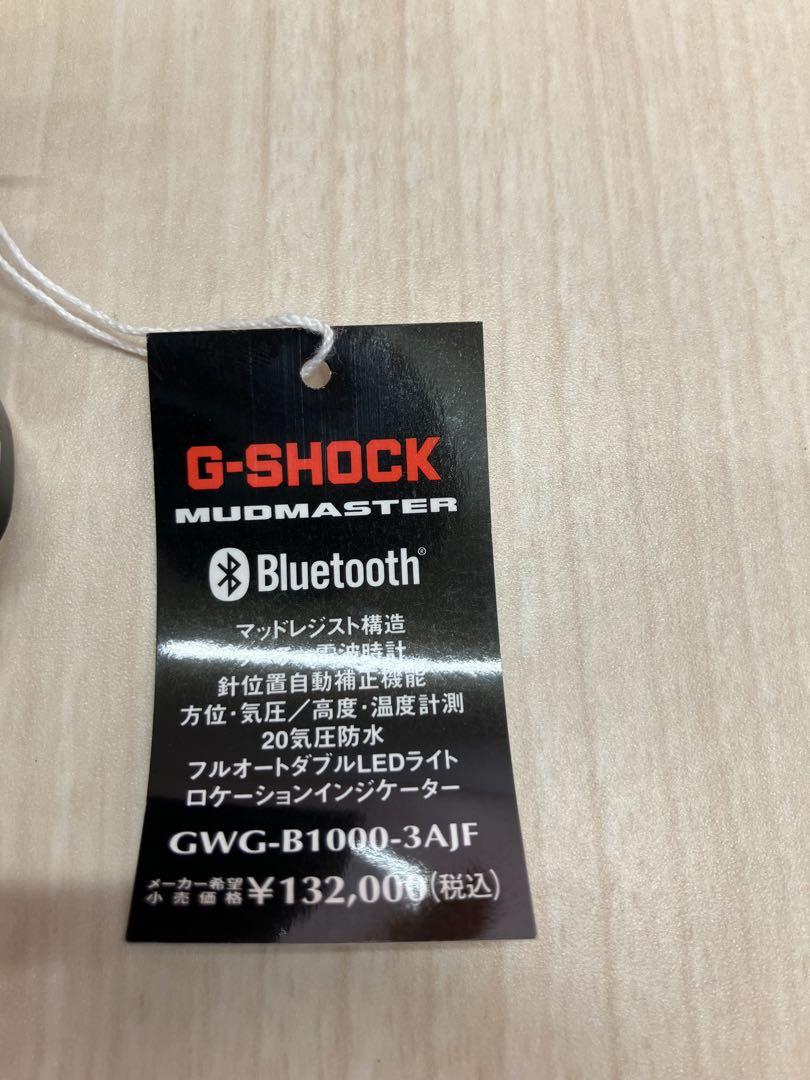 G-SHOCK
MUDMASTER
Bluetooth®
マッドレジスト構造
電波時計
針位置自動補正機能
方位・気圧／高度・温度計測
20気圧防水
フルオートダブルLEDライト
ロケーションインジケーター
GWG-B1000-3AJF
メーカー希望小売価格 ¥132,000(税込)